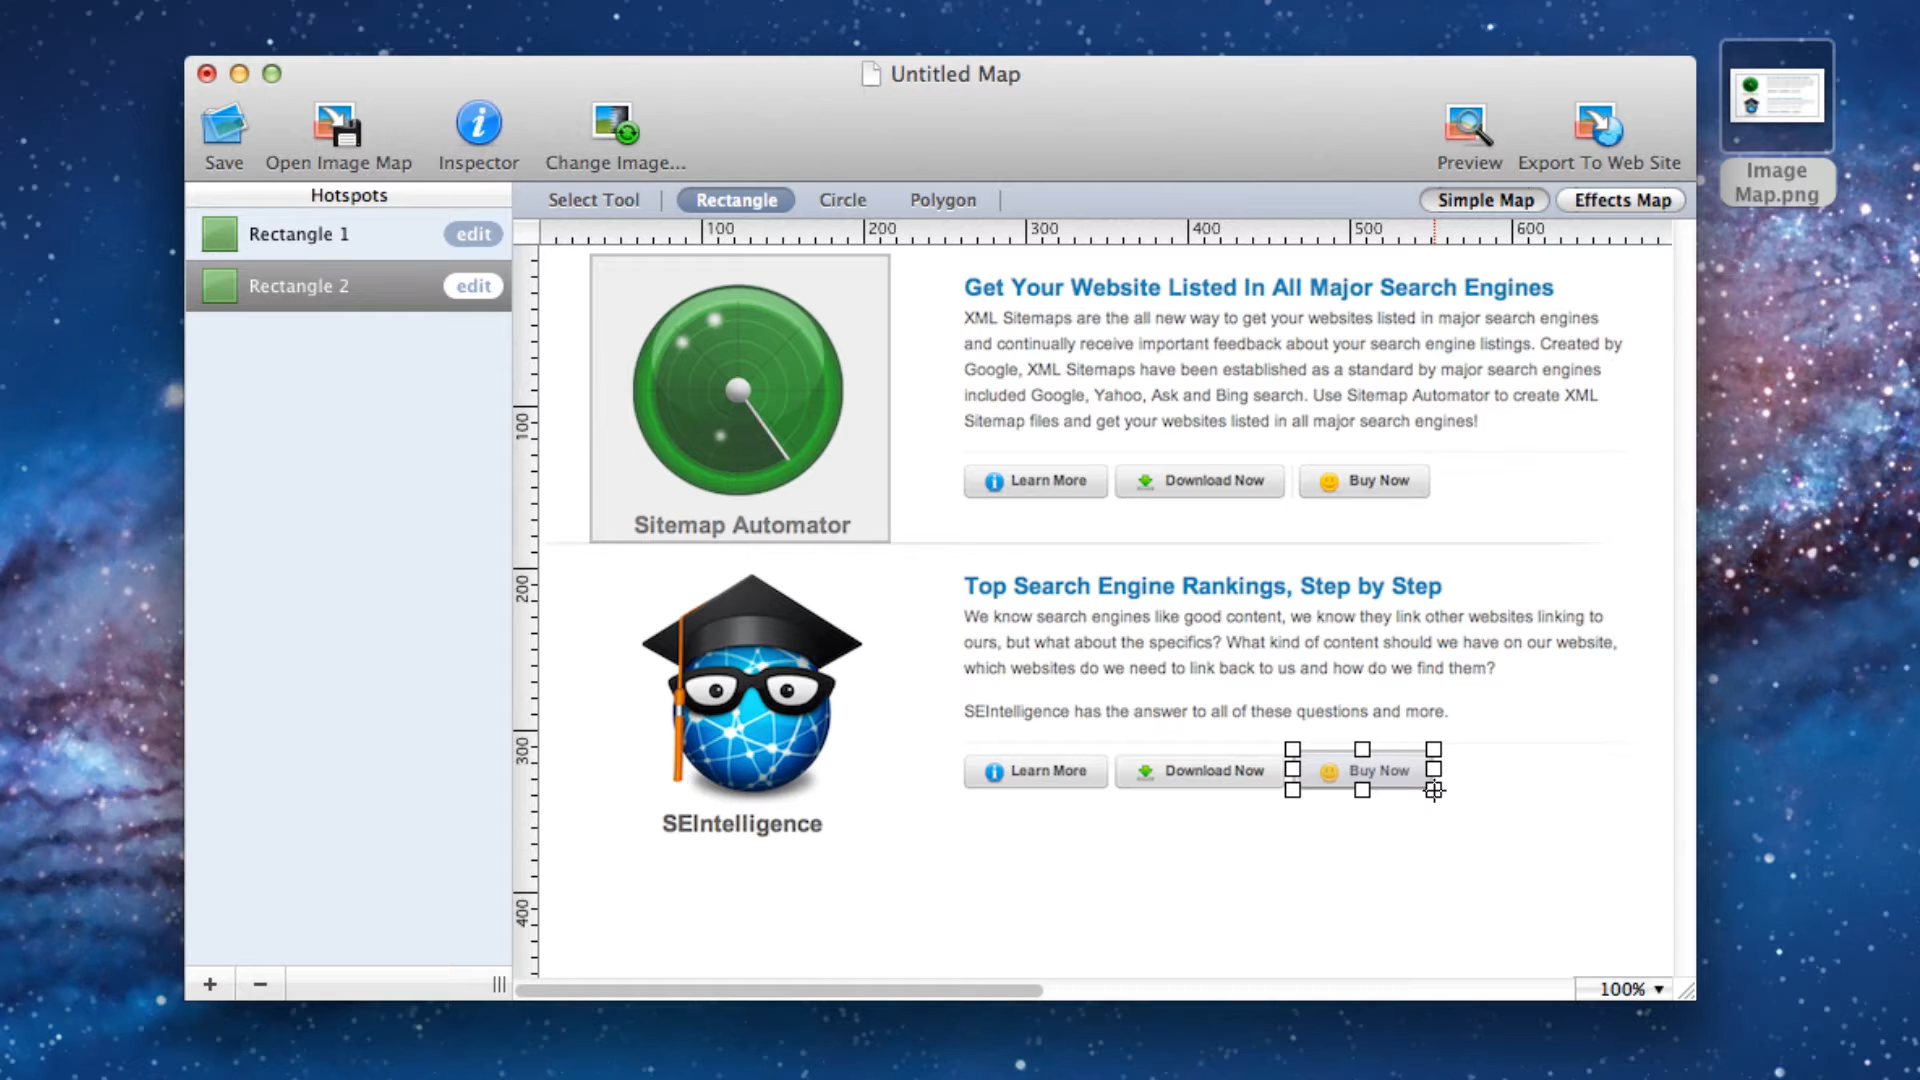 Untitled Map
Save
Open Image Map
Inspector
Change Image...
Preview
Export To Web Site
Image
Map.png
Hotspots
Select Tool
Rectangle
Circle
Polygon
Simple Map
Effects Map
Rectangle 1
edit
Rectangle 2
edit
100
200
300
400
500
600
100
200
300
400
Get Your Website Listed In All Major Search Engines
XML Sitemaps are the all new way to get your websites listed in major search engines
and continually receive important feedback about your search engine listings. Created by
Google, XML Sitemaps have been established as a standard by major search engines
included Google, Yahoo, Ask and Bing search. Use Sitemap Automator to create XML
Sitemap files and get your websites listed in all major search engines!
Learn More
Download Now
Buy Now
Sitemap Automator
Top Search Engine Rankings, Step by Step
We know search engines like good content, we know they link other websites linking to
ours, but what about the specifics? What kind of content should we have on our website,
which websites do we need to link back to us and how do we find them?
SEIntelligence has the answer to all of these questions and more.
Learn More
Download Now
Buy Now
SEIntelligence
+
−
100%